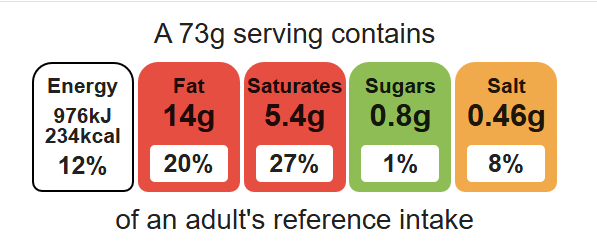 A 73g serving contains
Energy Fat Saturates Sugars Salt
976kJ 14g 5.4g 0.8g 0.46g
234kcal
12% 20% 27% 1% 8%
of an adult's reference intake